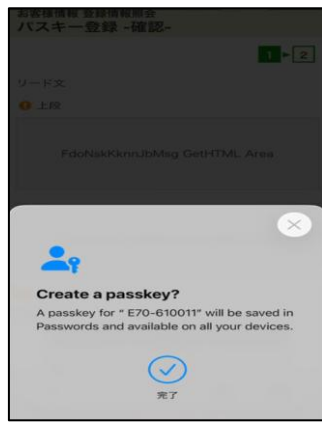 お客様情報 登録情報照会
パスキー登録 -確認-
1 ▶ 2
リード文
! 上段
FdoNskKknnJbMsg GetHTML Area
Create a passkey?
A passkey for “ E70-610011” will be saved in
Passwords and available on all your devices.
完了